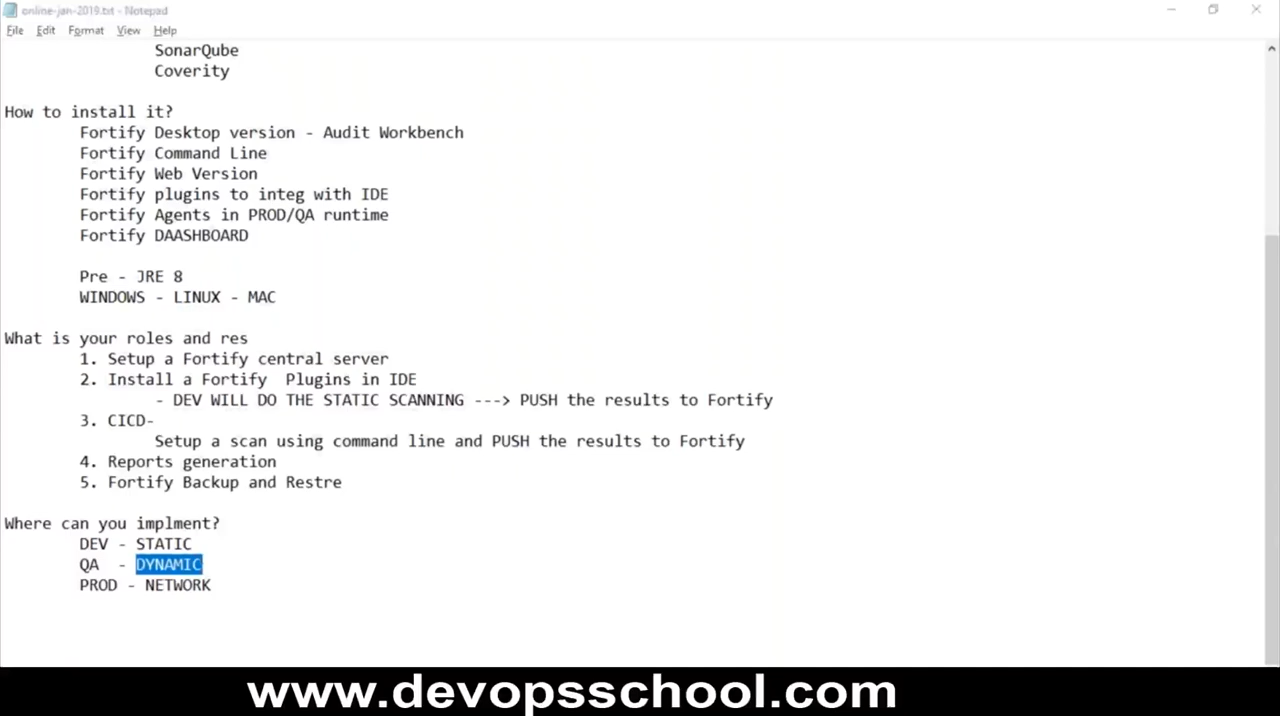 online-jan-2019.txt - Notepad
File Edit Format View Help
SonarQube
Coverity
How to install it?
Fortify Desktop version - Audit Workbench
Fortify Command Line
Fortify Web Version
Fortify plugins to integ with IDE
Fortify Agents in PROD/QA runtime
Fortify DAASHBOARD
Pre - JRE 8
WINDOWS - LINUX - MAC
What is your roles and res
1. Setup a Fortify central server
2. Install a Fortify  Plugins in IDE
- DEV WILL DO THE STATIC SCANNING ---> PUSH the results to Fortify
3. CICD-
Setup a scan using command line and PUSH the results to Fortify
4. Reports generation
5. Fortify Backup and Restre
Where can you implment?
DEV - STATIC
QA  - DYNAMIC
PROD - NETWORK
www.devopsschool.com